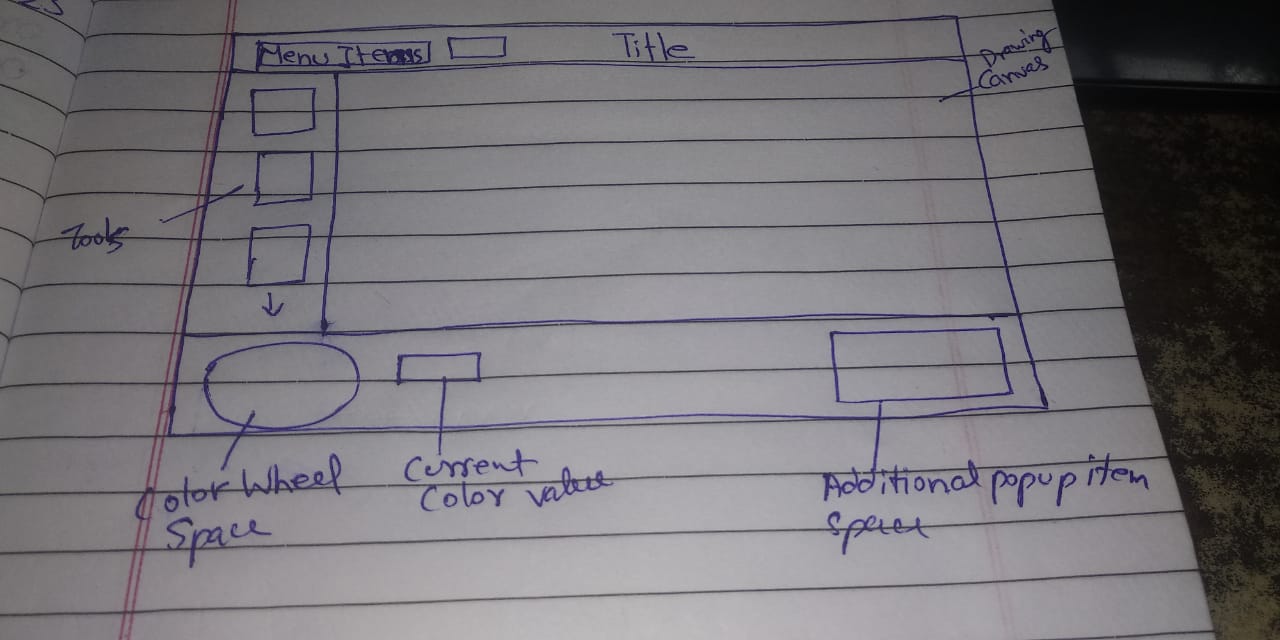 Menu Items
Title
Drawing
Canvas
Tools
Color Wheel
Space
Current
Color value
Additional popup item
space